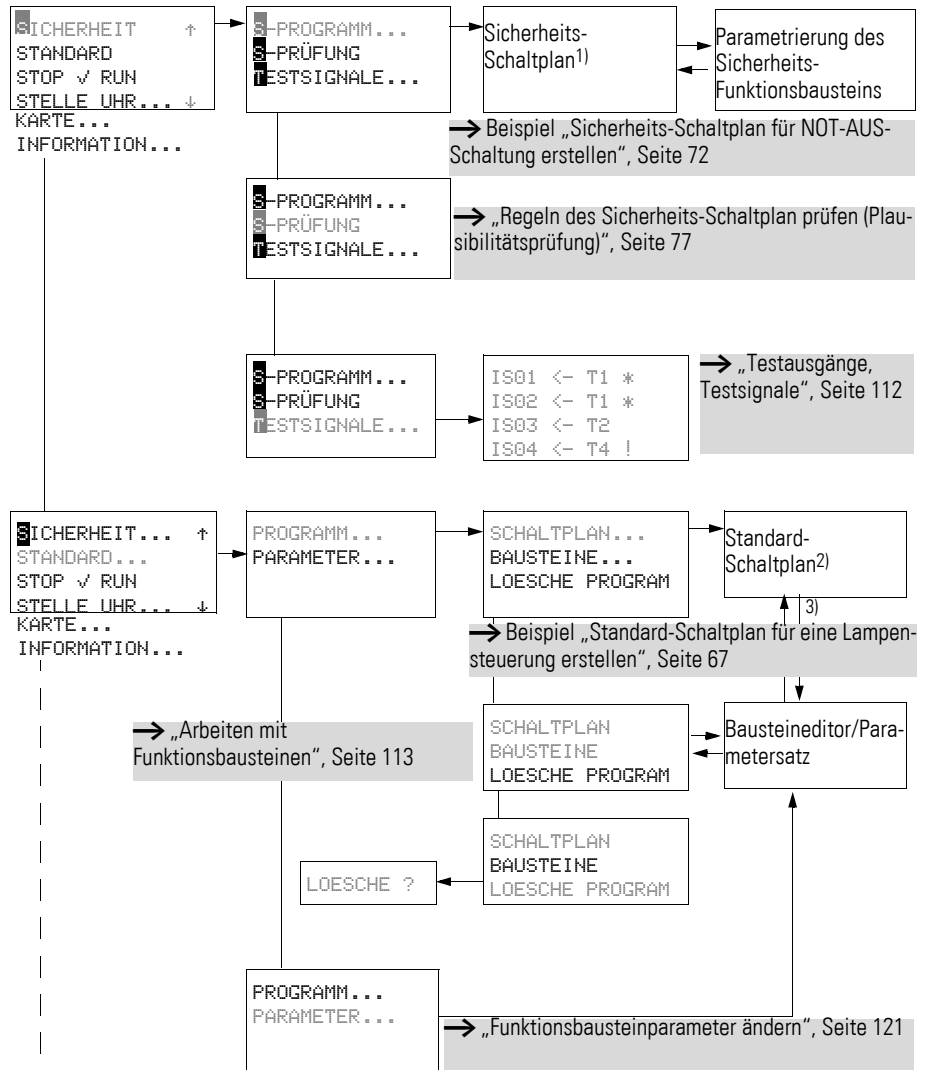 SICHERHEIT ↑
STANDARD
STOP √ RUN
STELLE UHR... ↓
KARTE...
INFORMATION...
S-PROGRAMM...
S-PRÜFUNG
TESTSIGNALE...
Sicherheits-
Schaltplan1)
Parametrierung des
Sicherheits-
Funktionsbausteins
→ Beispiel „Sicherheits-Schaltplan für NOT-AUS-
Schaltung erstellen“, Seite 72
S-PROGRAMM...
S-PRÜFUNG
TESTSIGNALE...
→ „Regeln des Sicherheits-Schaltplan prüfen (Plau-
sibilitätsprüfung)“, Seite 77
S-PROGRAMM...
S-PRÜFUNG
TESTSIGNALE...
IS01 <- T1 *
IS02 <- T1 *
IS03 <- T2
IS04 <- T4 !
→ „Testausgänge,
Testsignale“, Seite 112
SICHERHEIT... ↑
STANDARD...
STOP √ RUN
STELLE UHR... ↓
KARTE...
INFORMATION...
PROGRAMM...
PARAMETER...
SCHALTPLAN...
BAUSTEINE...
LOESCHE PROGRAM
Standard-
Schaltplan2)
3)
→ Beispiel „Standard-Schaltplan für eine Lampen-
steuerung erstellen“, Seite 67
→ „Arbeiten mit
Funktionsbausteinen“, Seite 113
SCHALTPLAN
BAUSTEINE
LOESCHE PROGRAM
Bausteineditor/Para-
metersatz
SCHALTPLAN
BAUSTEINE
LOESCHE PROGRAM
LOESCHE ?
PROGRAMM...
PARAMETER...
→ „Funktionsbausteinparameter ändern“, Seite 121